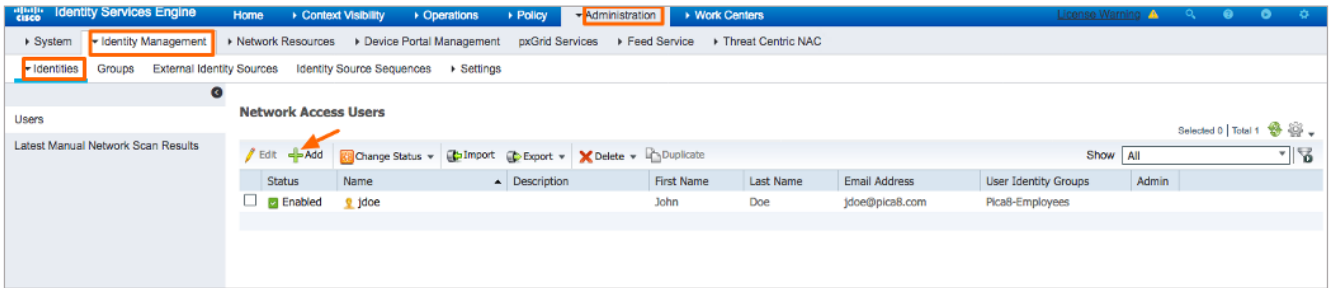 cisco Identity Services Engine Home Context Visibility Operations Policy Administration Work Centers License Warning
System Identity Management Network Resources Device Portal Management pxGrid Services Feed Service Threat Centric NAC
Identities Groups External Identity Sources Identity Source Sequences Settings
Users
Latest Manual Network Scan Results
Network Access Users
Selected 0 | Total 1
Edit Add Change Status Import Export Delete Duplicate Show All
Status Name Description First Name Last Name Email Address User Identity Groups Admin
Enabled jdoe John Doe jdoe@pica8.com Pica8-Employees